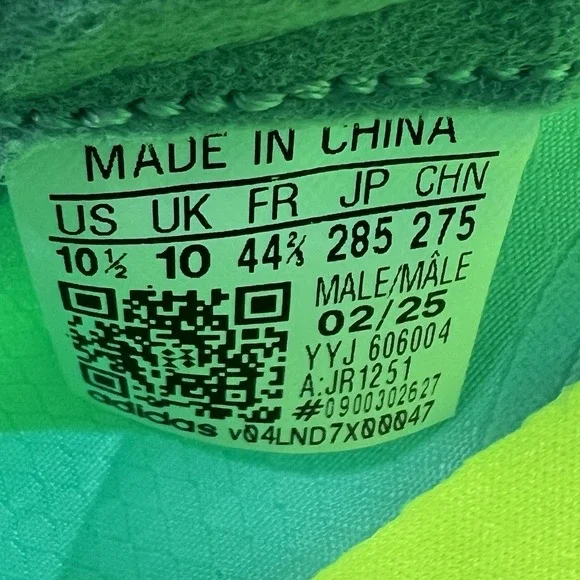 MADE IN CHINA
US UK FR JP CHN
10½ 10 44⅔ 285 275
MALE/MÂLE
02/25
YYJ 606004
A:JR1251
#0900302627
adidas v04LND7X00047